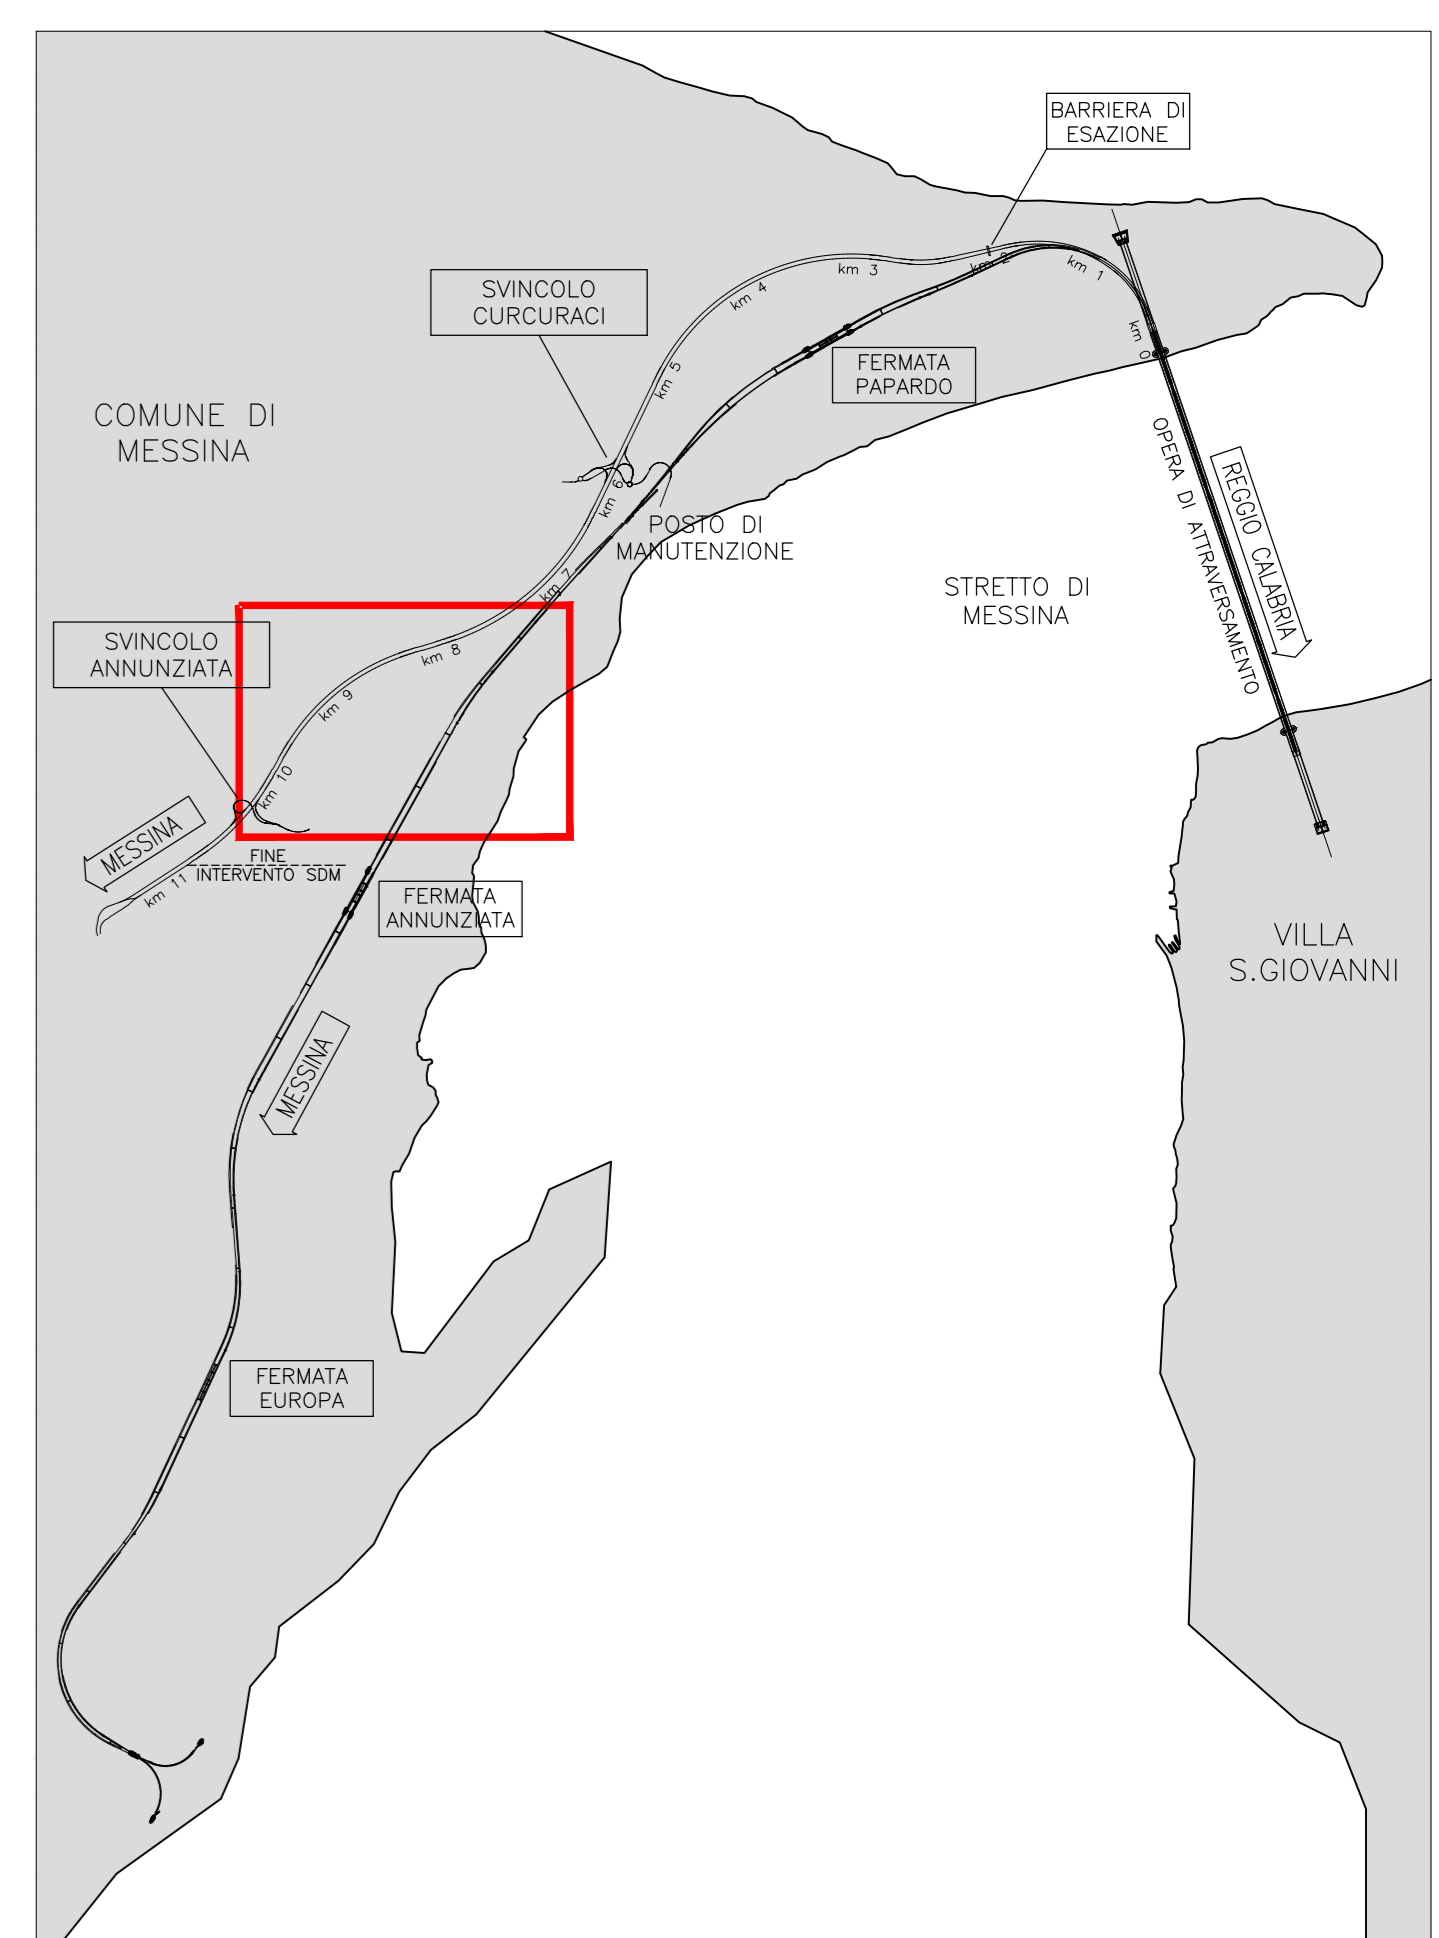 BARRIERA DI
ESAZIONE
km 2
km 1
km 3
km 4
km 0
SVINCOLO
CURCURACI
FERMATA
PAPARDO
km 5
COMUNE DI
MESSINA
OPERA DI ATTRAVERSAMENTO
REGGIO CALABRIA
km 6
POSTO DI
MANUTENZIONE
STRETTO DI
MESSINA
km 7
SVINCOLO
ANNUNZIATA
km 8
km 9
km 10
MESSINA
FINE
INTERVENTO SDM
km 11
FERMATA
ANNUNZIATA
VILLA
S.GIOVANNI
MESSINA
FERMATA
EUROPA